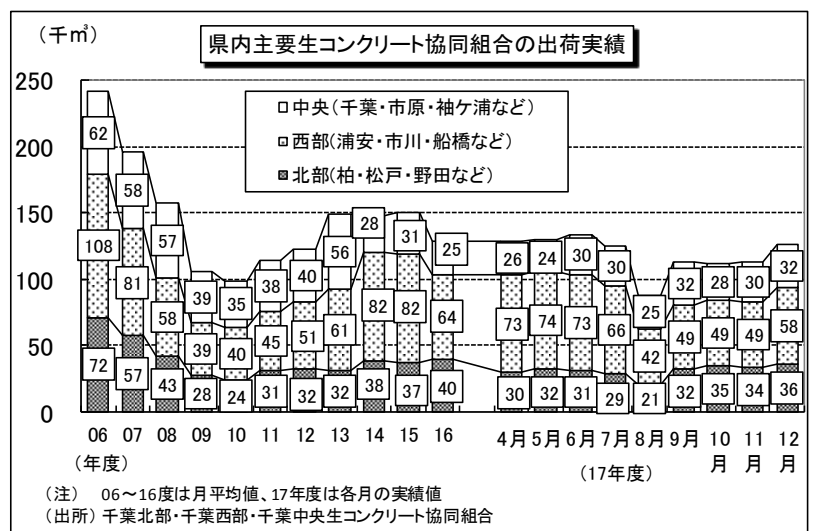 県内主要生コンクリート協同組合の出荷実績
（千㎥）
250
200
150
100
50
0
中央（千葉・市原・袖ケ浦など）
西部（浦安・市川・船橋など）
北部（柏・松戸・野田など）
62 58 57 39 35 38 40 56 28 31 25 26 24 30 30 25 32 28 30 32
108 81 58 39 40 45 51 61 82 82 64 73 74 73 66 42 49 49 49 58
72 57 43 28 24 31 32 32 38 37 40 30 32 31 29 21 32 35 34 36
06 07 08 09 10 11 12 13 14 15 16 4月 5月 6月 7月 8月 9月 10月 11月 12月
（年度）
（17年度）
（注） 06～16度は月平均値、17年度は各月の実績値
（出所）千葉北部・千葉西部・千葉中央生コンクリート協同組合